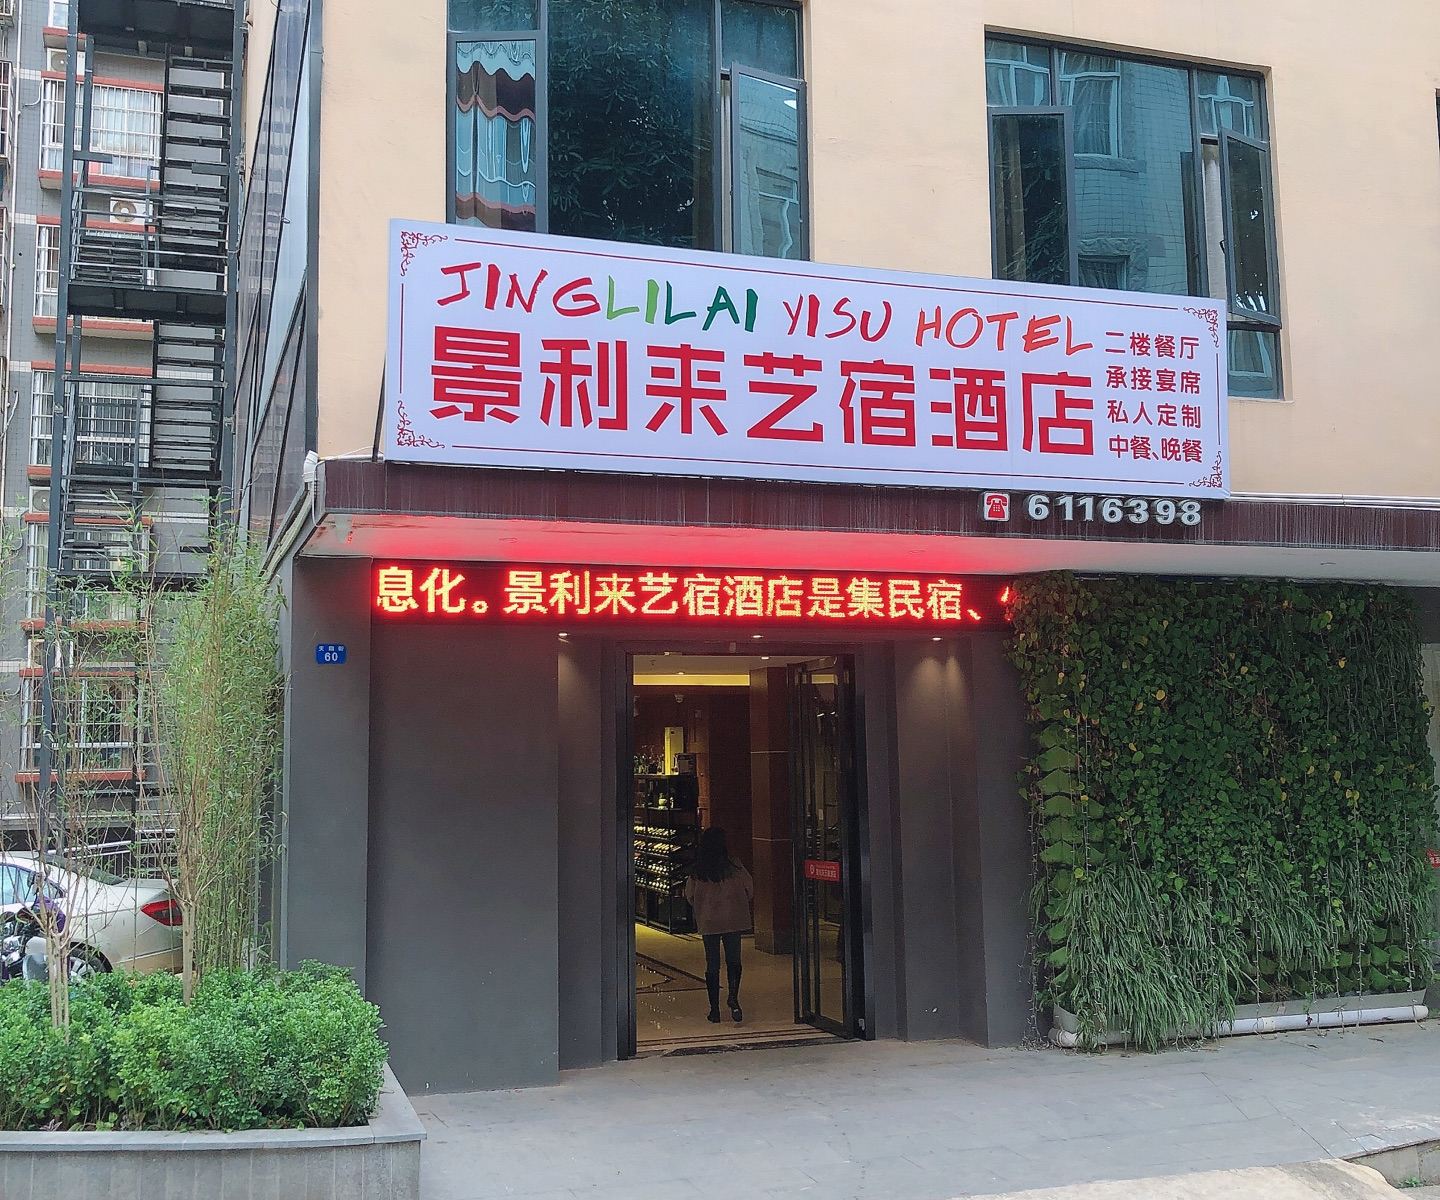 JINGLILAI YISU HOTEL
景利来艺宿酒店
二楼餐厅
承接宴席
私人定制
中餐、晚餐
6116398
息化。景利来艺宿酒店是集民宿、
60